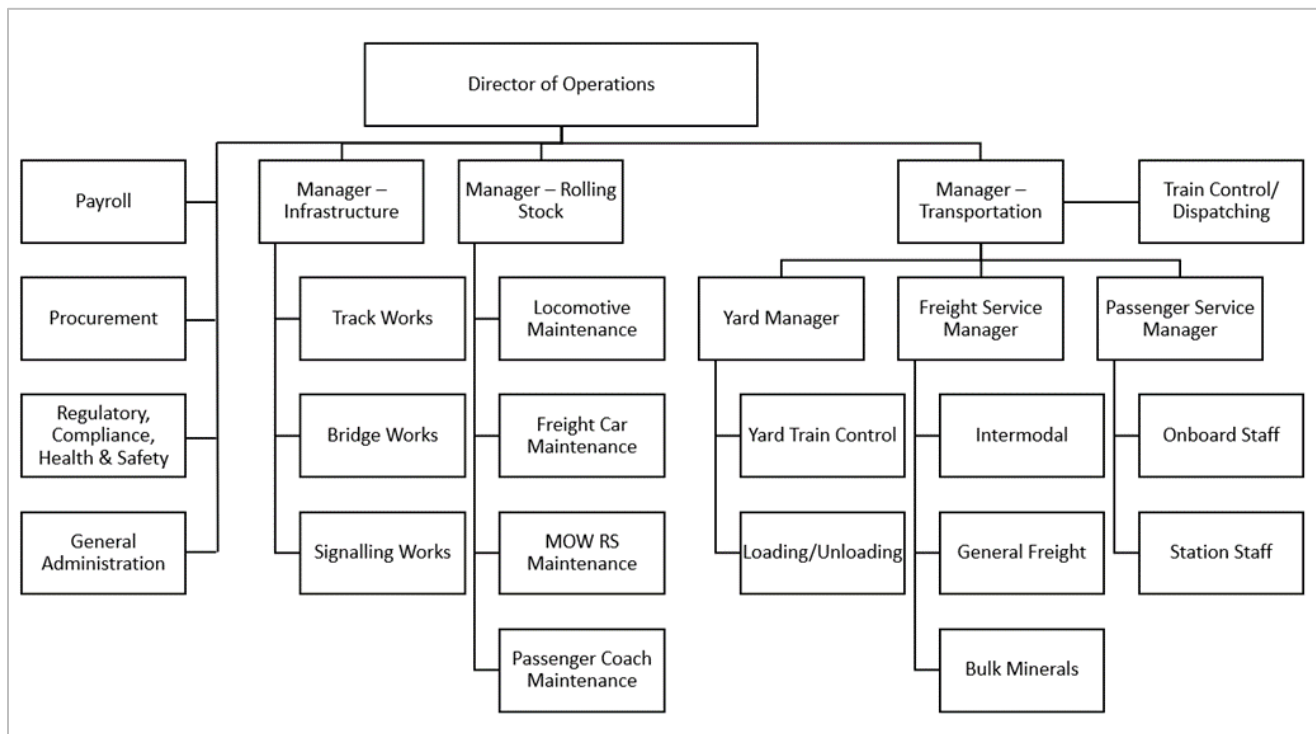 Director of Operations
Payroll
Manager –
Infrastructure
Manager – Rolling
Stock
Manager –
Transportation
Train Control/
Dispatching
Procurement
Track Works
Locomotive
Maintenance
Yard Manager
Freight Service
Manager
Passenger Service
Manager
Regulatory,
Compliance,
Health & Safety
Bridge Works
Freight Car
Maintenance
Yard Train Control
Intermodal
Onboard Staff
General
Administration
Signalling Works
MOW RS
Maintenance
Loading/Unloading
General Freight
Station Staff
Passenger Coach
Maintenance
Bulk Minerals